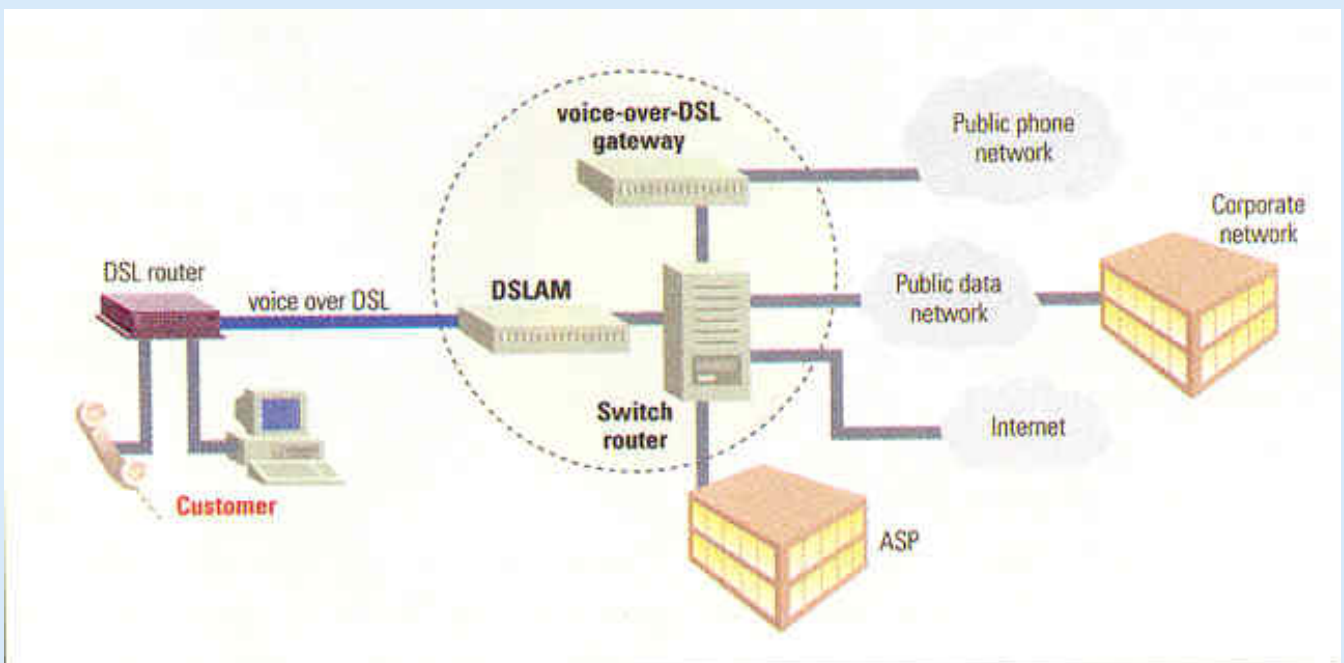 voice-over-DSL
gateway
Public phone
network
Corporate
network
DSL router
voice over DSL
DSLAM
Public data
network
Switch
router
Internet
Customer
ASP